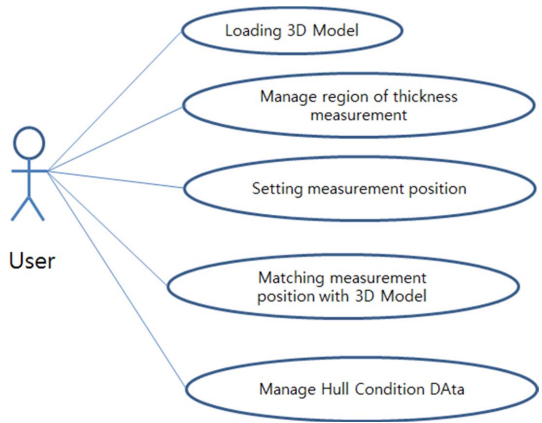 Loading 3D Model
Manage region of thickness
measurement
Setting measurement position
User
Matching measurement
position with 3D Model
Manage Hull Condition DAta